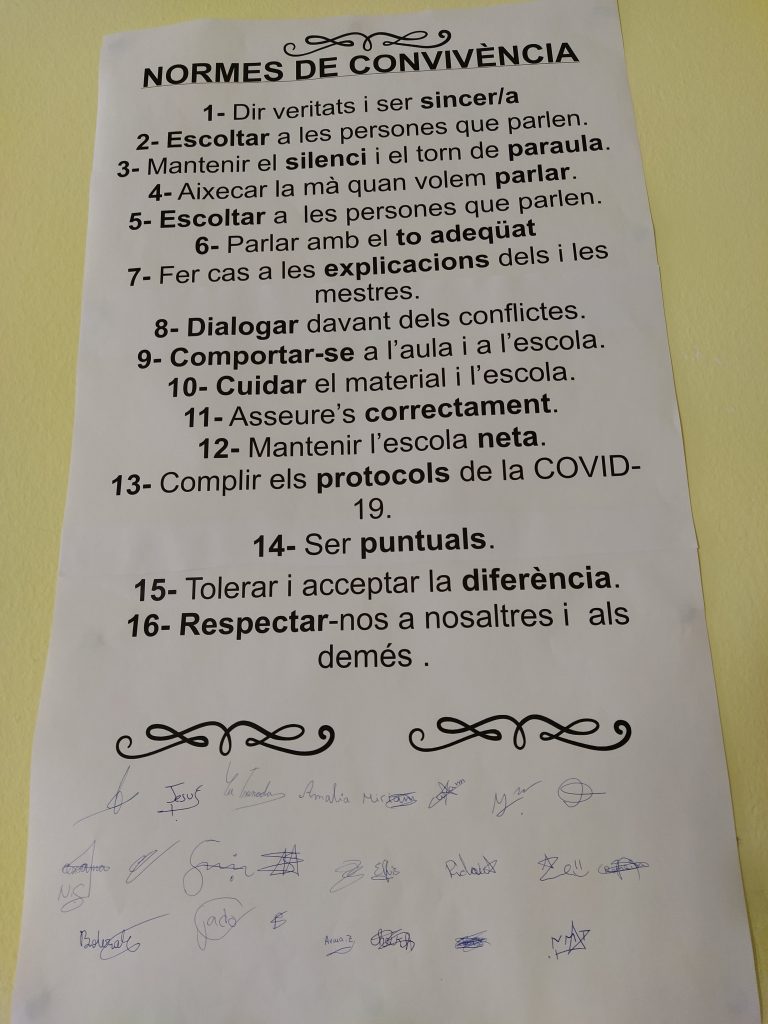 NORMES DE CONVIVÈNCIA
1- Dir veritats i ser sincer/a
2- Escoltar a les persones que parlen.
3- Mantenir el silenci i el torn de paraula.
4- Aixecar la mà quan volem parlar.
5- Escoltar a les persones que parlen.
6- Parlar amb el to adeqüat
7- Fer cas a les explicacions dels i les
mestres.
8- Dialogar davant dels conflictes.
9- Comportar-se a l’aula i a l’escola.
10- Cuidar el material i l’escola.
11- Asseure’s correctament.
12- Mantenir l’escola neta.
13- Complir els protocols de la COVID-
19.
14- Ser puntuals.
15- Tolerar i acceptar la diferència.
16- Respectar-nos a nosaltres i als
demés .
Jesus Amalia